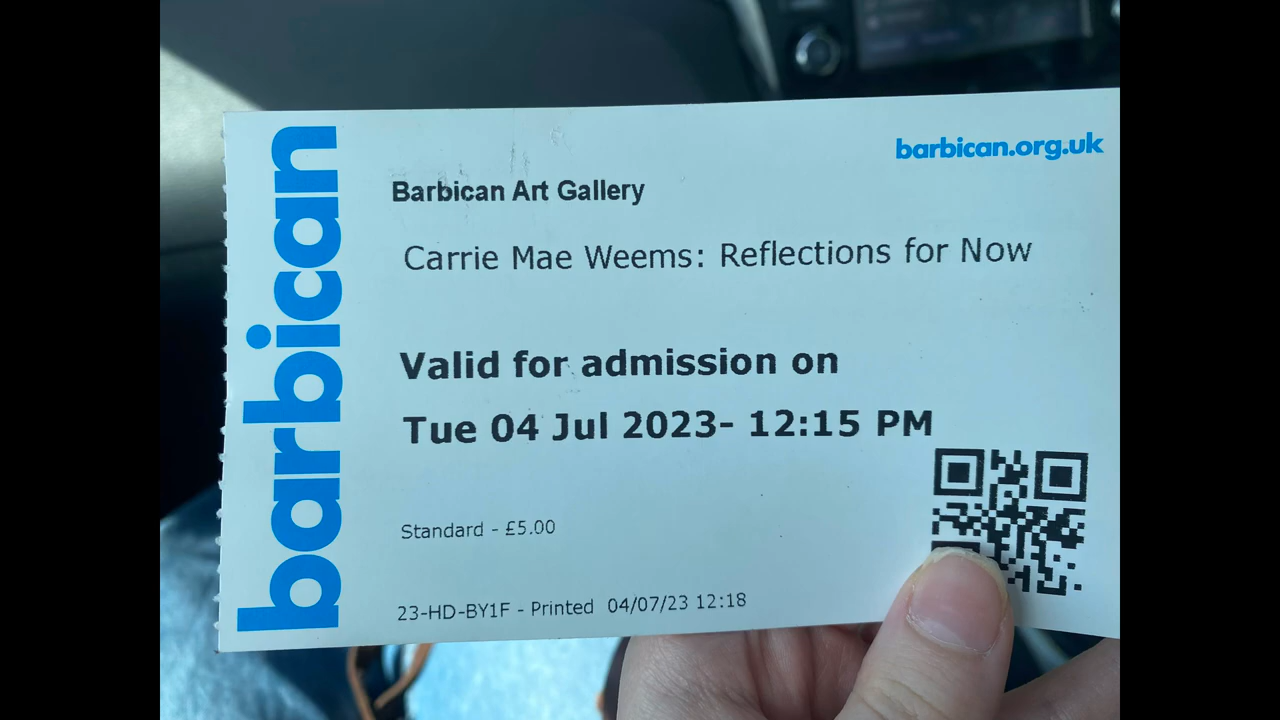 barbican
barbican.org.uk
Barbican Art Gallery
Carrie Mae Weems: Reflections for Now
Valid for admission on
Tue 04 Jul 2023- 12:15 PM
Standard - £5.00
23-HD-BY1F - Printed 04/07/23 12:18